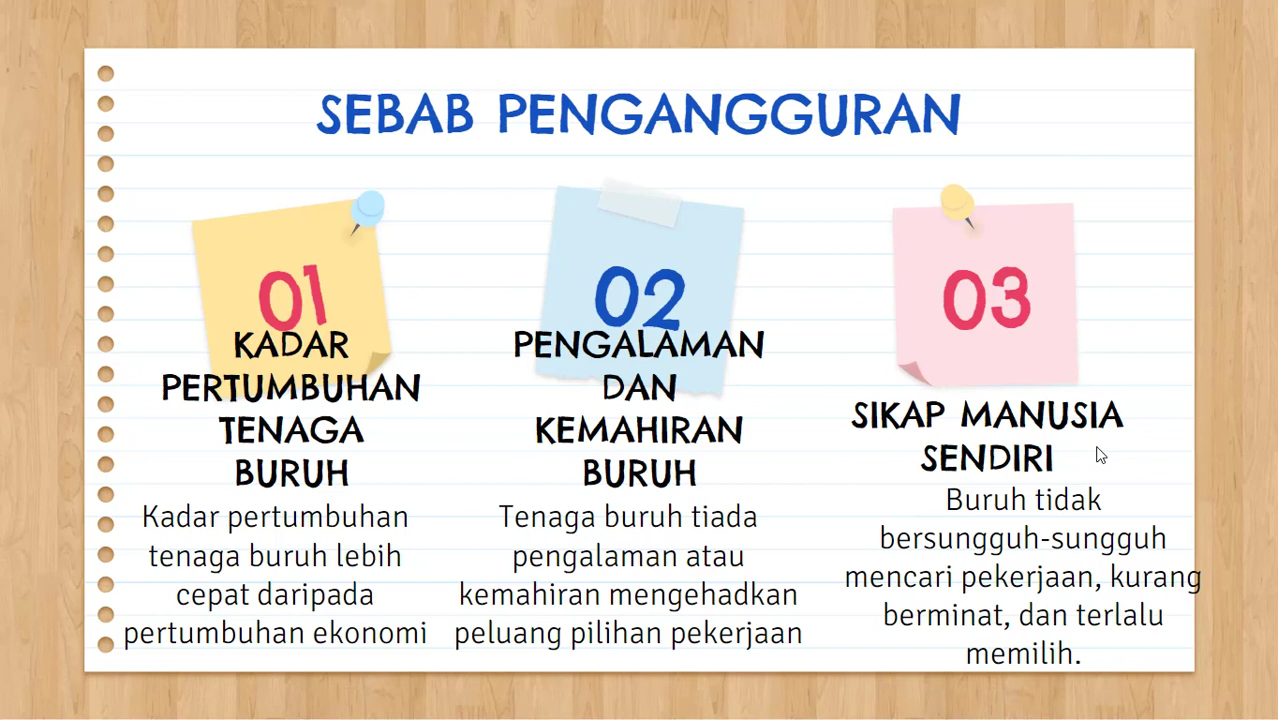 SEBAB PENGANGGURAN
01
KADAR
PERTUMBUHAN
TENAGA
BURUH
Kadar pertumbuhan
tenaga buruh lebih
cepat daripada
pertumbuhan ekonomi
02
PENGALAMAN
DAN
KEMAHIRAN
BURUH
Tenaga buruh tiada
pengalaman atau
kemahiran mengehadkan
peluang pilihan pekerjaan
03
SIKAP MANUSIA
SENDIRI
Buruh tidak
bersungguh-sungguh
mencari pekerjaan, kurang
berminat, dan terlalu
memilih.